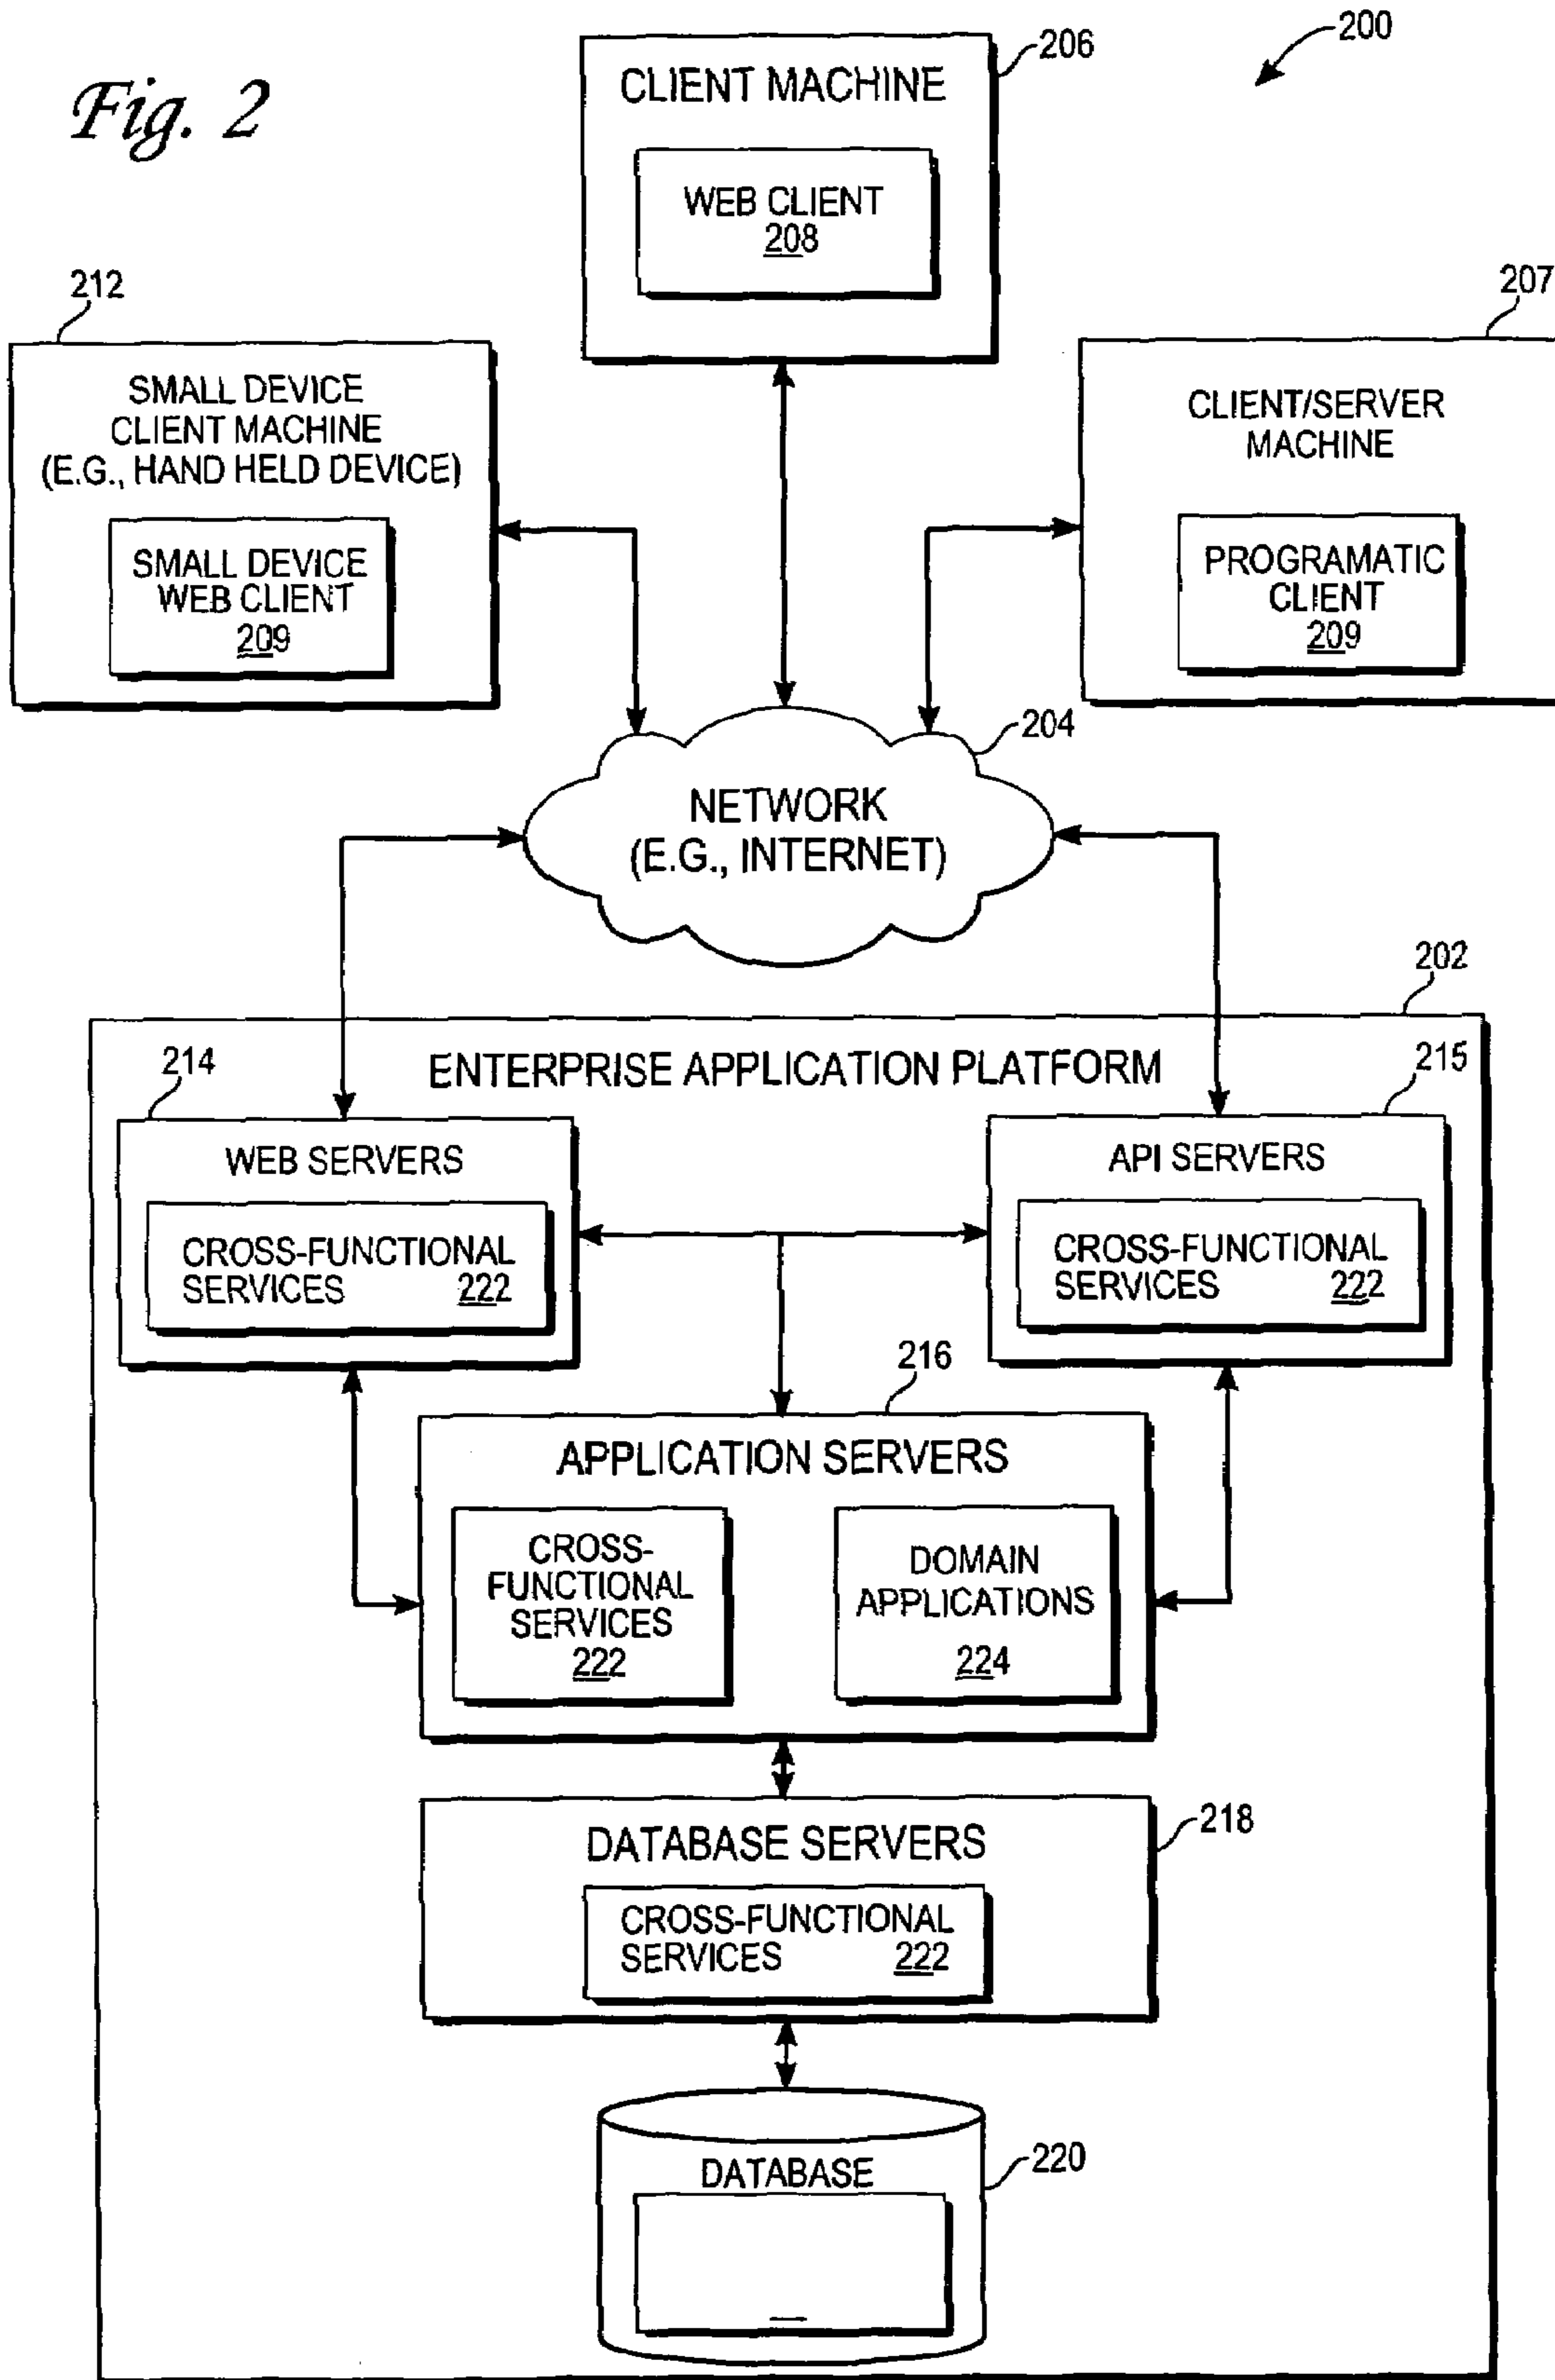 Fig. 2
200
206
CLIENT MACHINE
WEB CLIENT
208
212
SMALL DEVICE
CLIENT MACHINE
(E.G., HAND HELD DEVICE)
SMALL DEVICE
WEB CLIENT
209
207
CLIENT/SERVER
MACHINE
PROGRAMATIC
CLIENT
209
204
NETWORK
(E.G., INTERNET)
202
ENTERPRISE APPLICATION PLATFORM
214
WEB SERVERS
CROSS-FUNCTIONAL
SERVICES 222
215
API SERVERS
CROSS-FUNCTIONAL
SERVICES 222
216
APPLICATION SERVERS
CROSS-
FUNCTIONAL
SERVICES
222
DOMAIN
APPLICATIONS
224
218
DATABASE SERVERS
CROSS-FUNCTIONAL
SERVICES 222
220
DATABASE